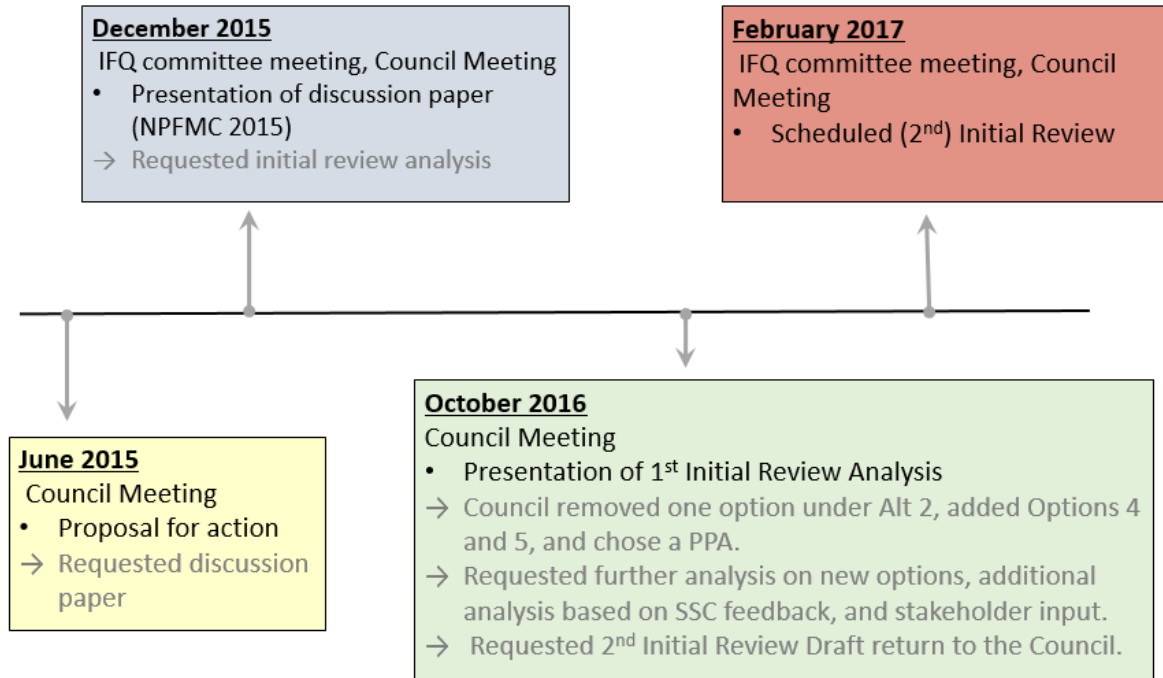 December 2015
IFQ committee meeting, Council Meeting
• Presentation of discussion paper
(NPFMC 2015)
→ Requested initial review analysis
February 2017
IFQ committee meeting, Council
Meeting
• Scheduled (2nd) Initial Review
June 2015
Council Meeting
• Proposal for action
→ Requested discussion
paper
October 2016
Council Meeting
• Presentation of 1st Initial Review Analysis
→ Council removed one option under Alt 2, added Options 4
and 5, and chose a PPA.
→ Requested further analysis on new options, additional
analysis based on SSC feedback, and stakeholder input.
→ Requested 2nd Initial Review Draft return to the Council.